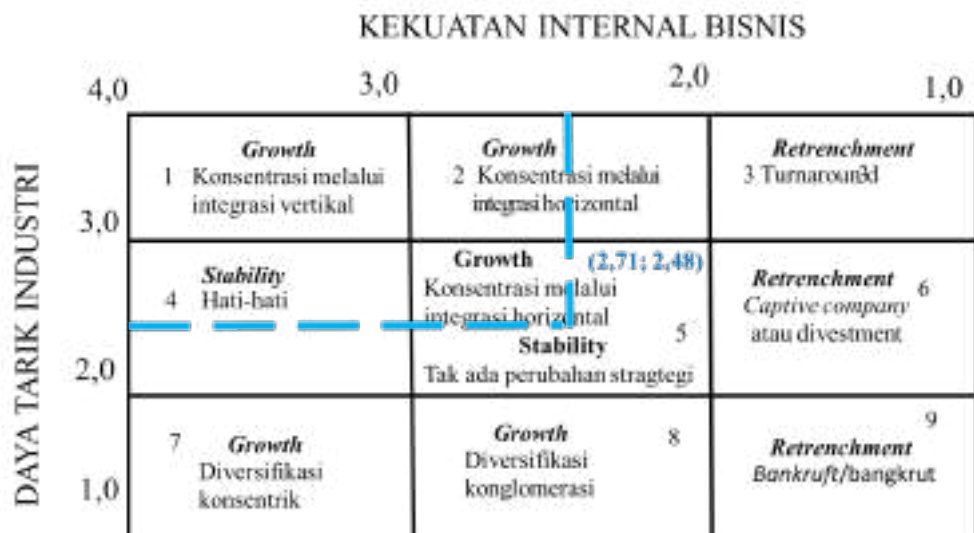 KEKUATAN INTERNAL BISNIS
4,0 3,0 2,0 1,0
DAYA TARIK INDUSTRI
Growth
1 Konsentrasi melalui
integrasi vertikal
Growth
2 Konsentrasi melalui
integrasi horizontal
Retrenchment
3 Turnaroun3d
3,0
Stability
4 Hati-hati
Growth (2,71; 2,48)
Konsentrasi melalui
integrasi horizontal
Stability 5
Tak ada perubahan stragtegi
Retrenchment 6
Captive company
atau divestment
2,0
7 Growth
Diversifikasi
konsentrik
Growth 8
Diversifikasi
konglomerasi
9
Retrenchment
Bankruft/bangkrut
1,0